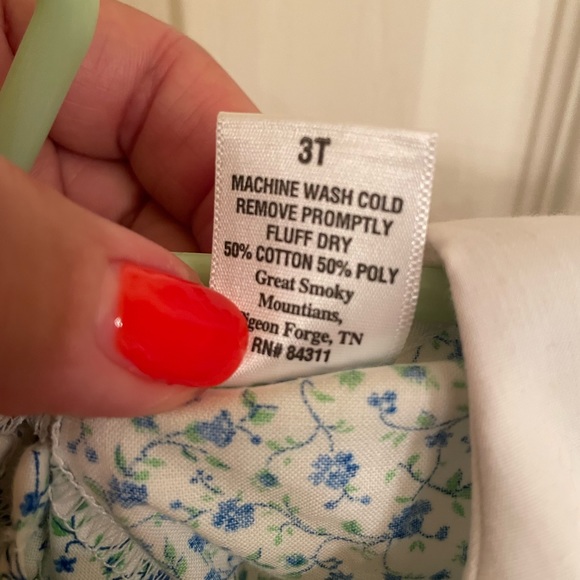 3T
MACHINE WASH COLD
REMOVE PROMPTLY
FLUFF DRY
50% COTTON 50% POLY
Great Smoky
Mountians,
geon Forge, TN
RN# 84311